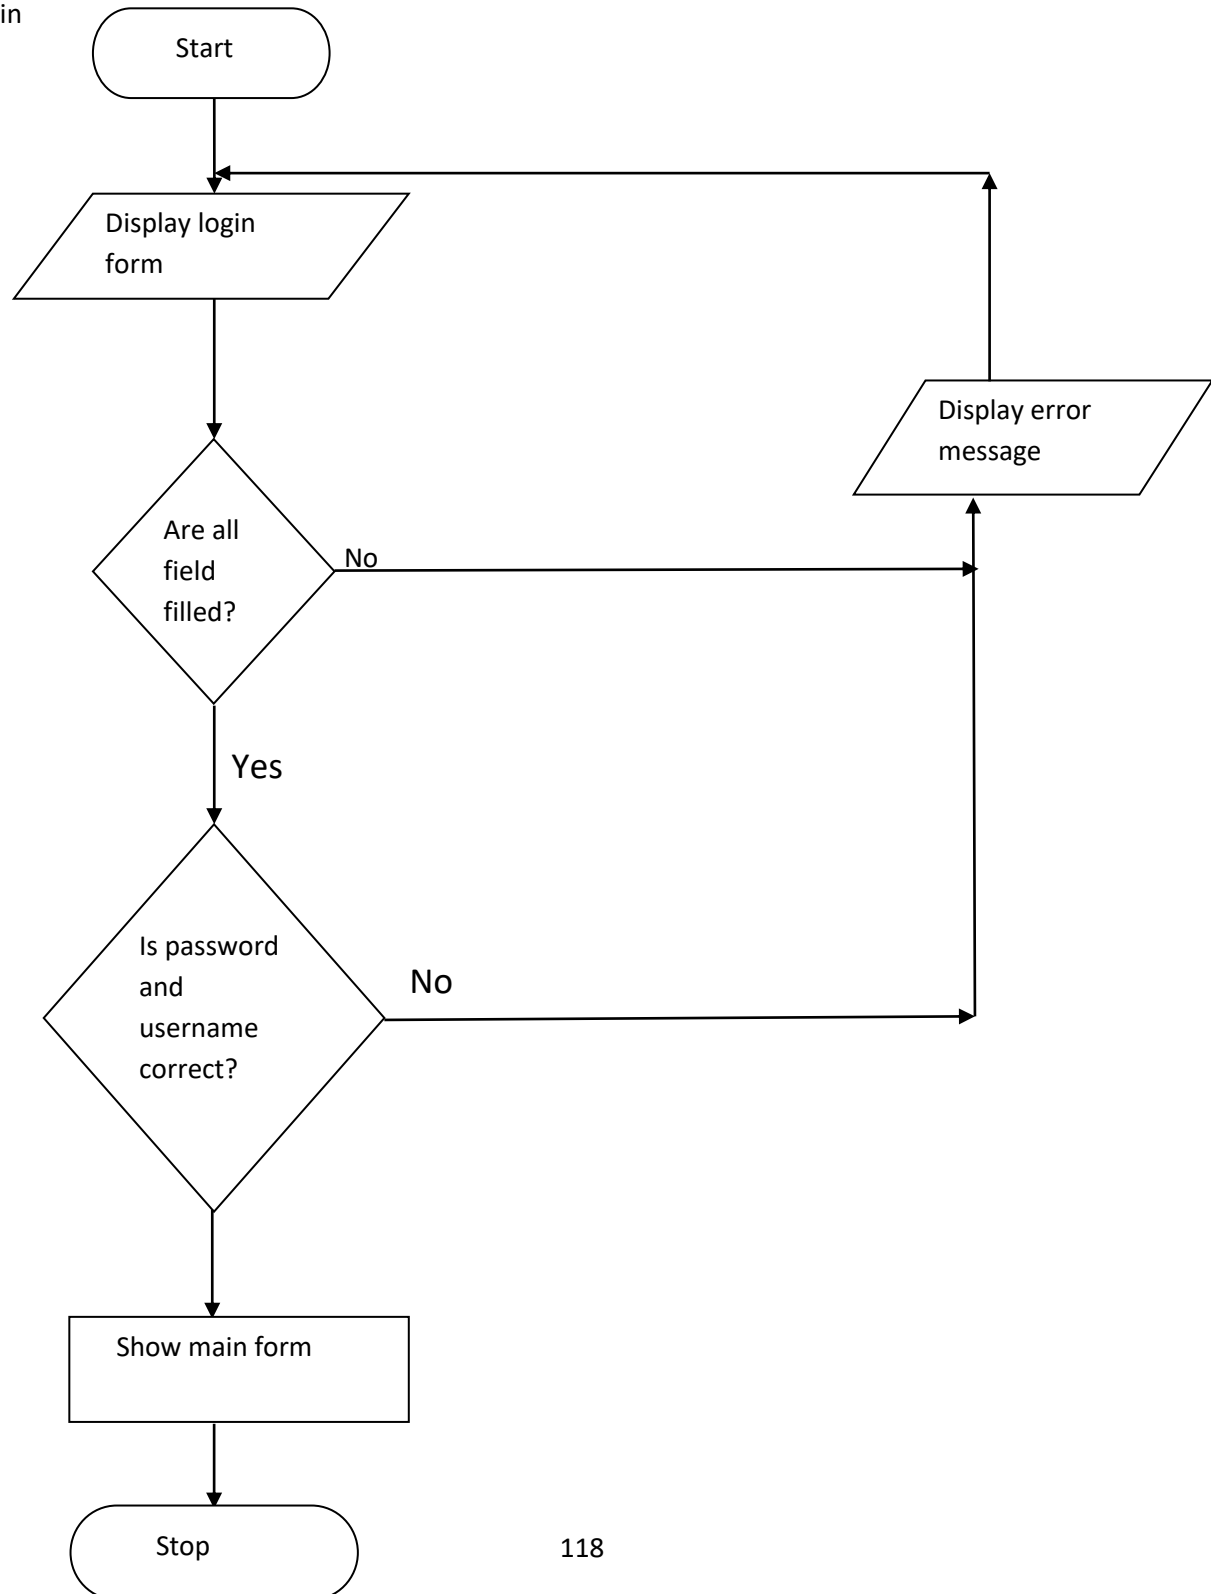 in
Start
Display login
form
Display error
message
Are all
field
filled?
No
Yes
Is password
and
username
correct?
No
Show main form
Stop
118